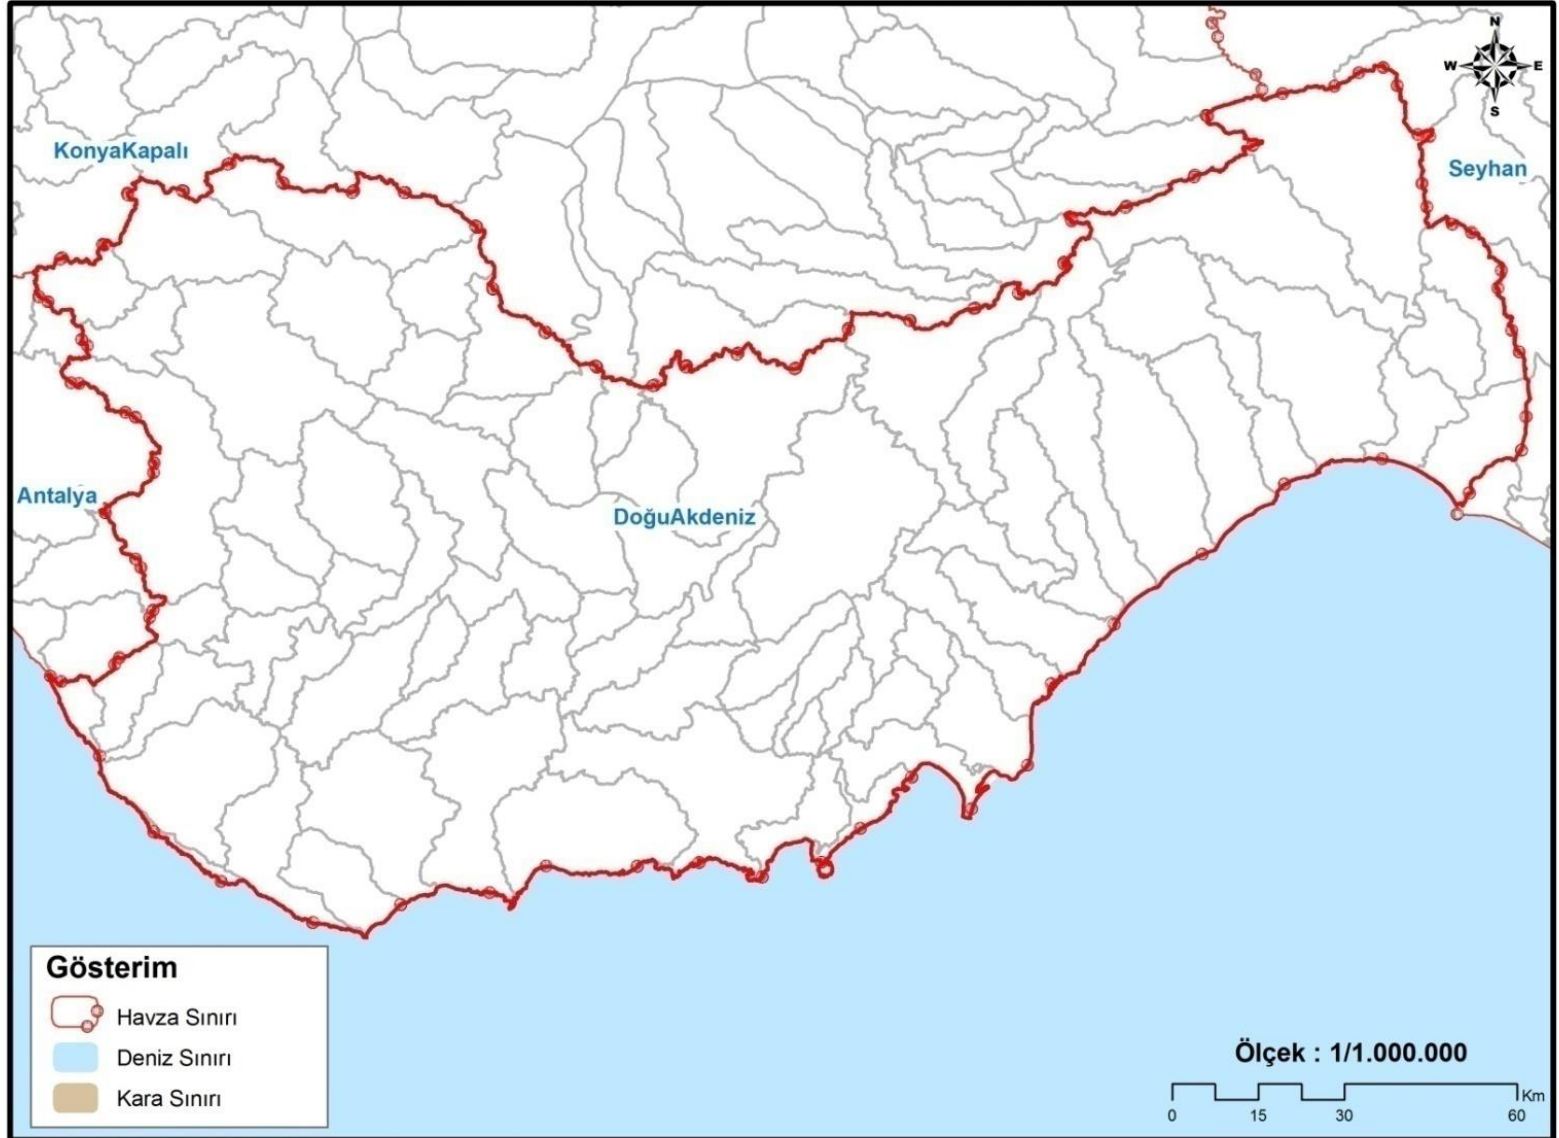 N
W E
S
KonyaKapalı
Seyhan
Antalya
DoğuAkdeniz
Gösterim
Havza Sınırı
Deniz Sınırı
Kara Sınırı
Ölçek : 1/1.000.000
Km
0 15 30 60